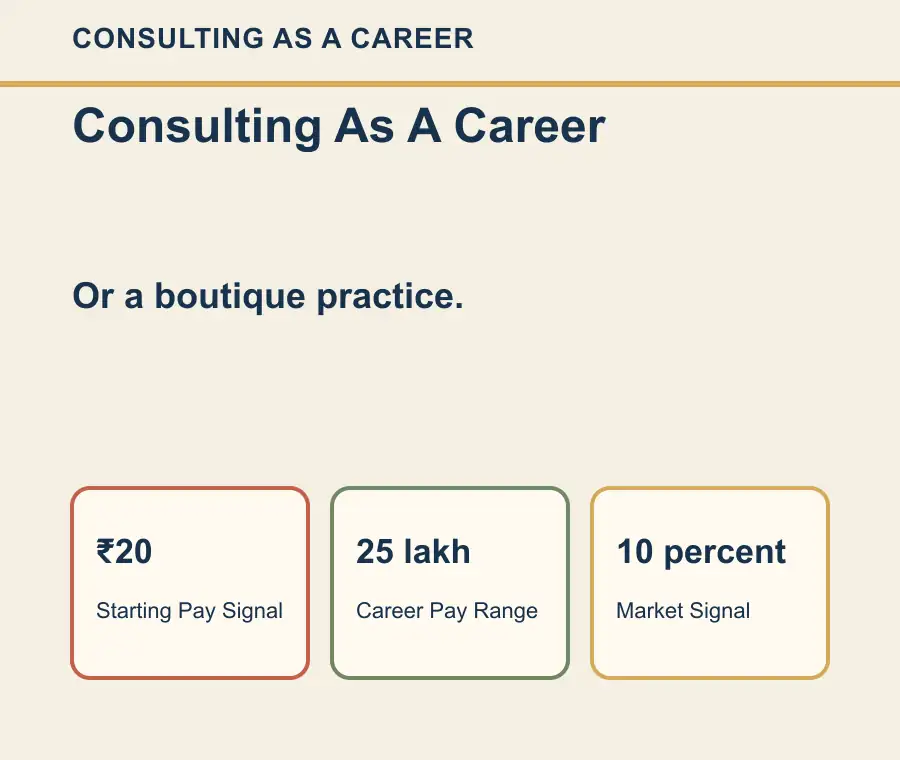 CONSULTING AS A CAREER
Consulting As A Career
Or a boutique practice.
₹20
Starting Pay Signal
25 lakh
Career Pay Range
10 percent
Market Signal